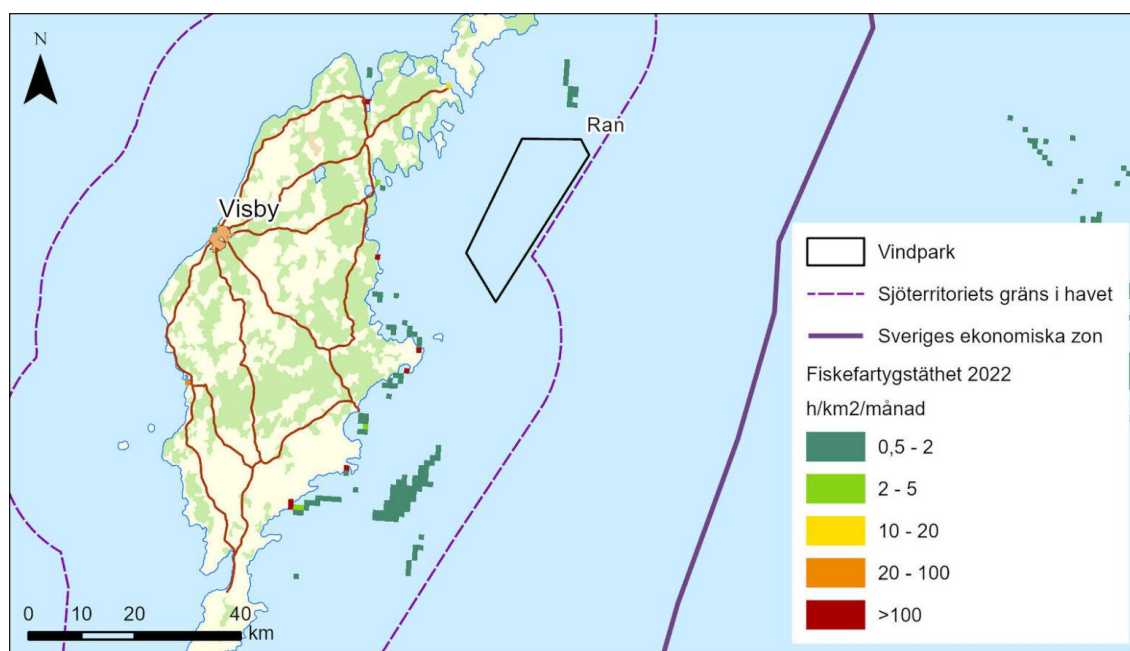 N
Ran
Visby
Vindpark
Sjöterritoriets gräns i havet
Sveriges ekonomiska zon
Fiskefartygstäthet 2022
h/km2/månad
0,5 - 2
2 - 5
10 - 20
20 - 100
>100
0 10 20 40
km